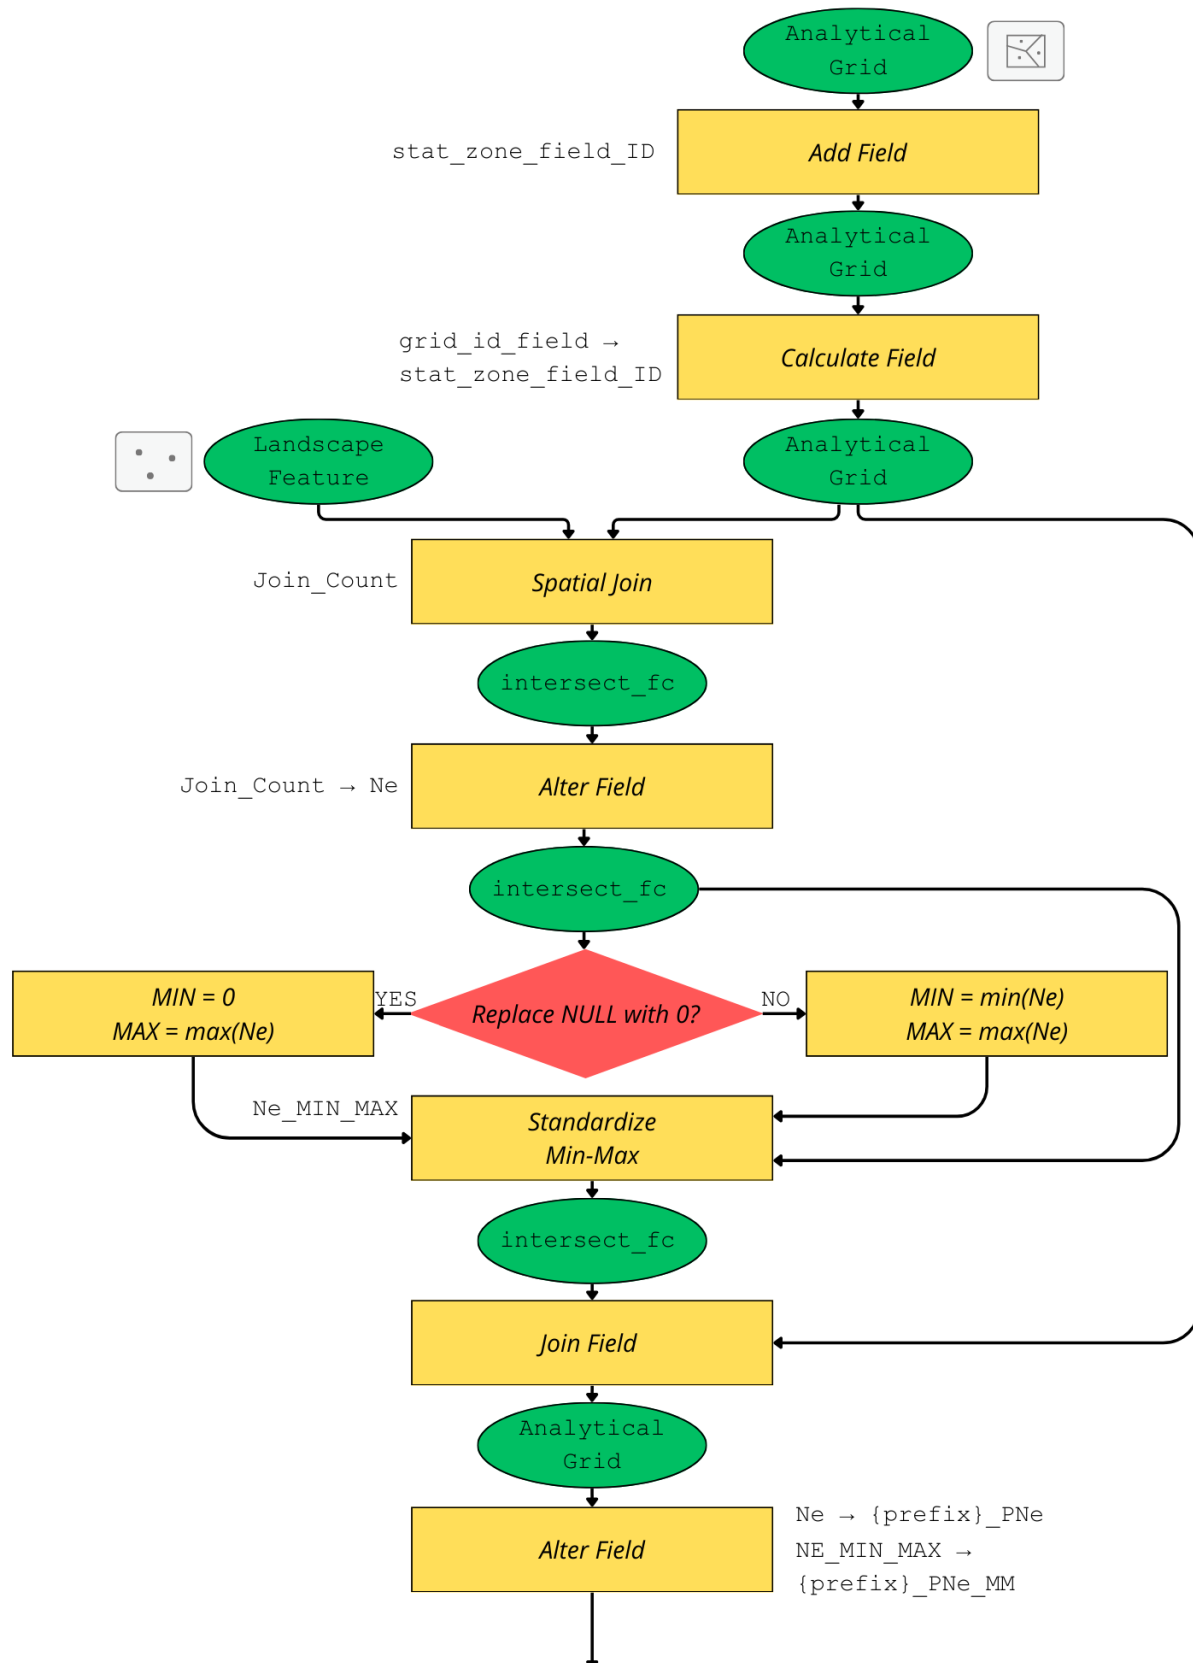 Analytical
Grid
stat_zone_field_ID
Add Field
Analytical
Grid
grid_id_field →
stat_zone_field_ID
Calculate Field
Landscape
Feature
Analytical
Grid
Join_Count
Spatial Join
intersect_fc
Join_Count → Ne
Alter Field
intersect_fc
MIN = 0
MAX = max(Ne)
YES
Replace NULL with 0?
NO
MIN = min(Ne)
MAX = max(Ne)
Ne_MIN_MAX
Standardize
Min-Max
intersect_fc
Join Field
Analytical
Grid
Alter Field
Ne → {prefix}_PNe
NE_MIN_MAX →
{prefix}_PNe_MM